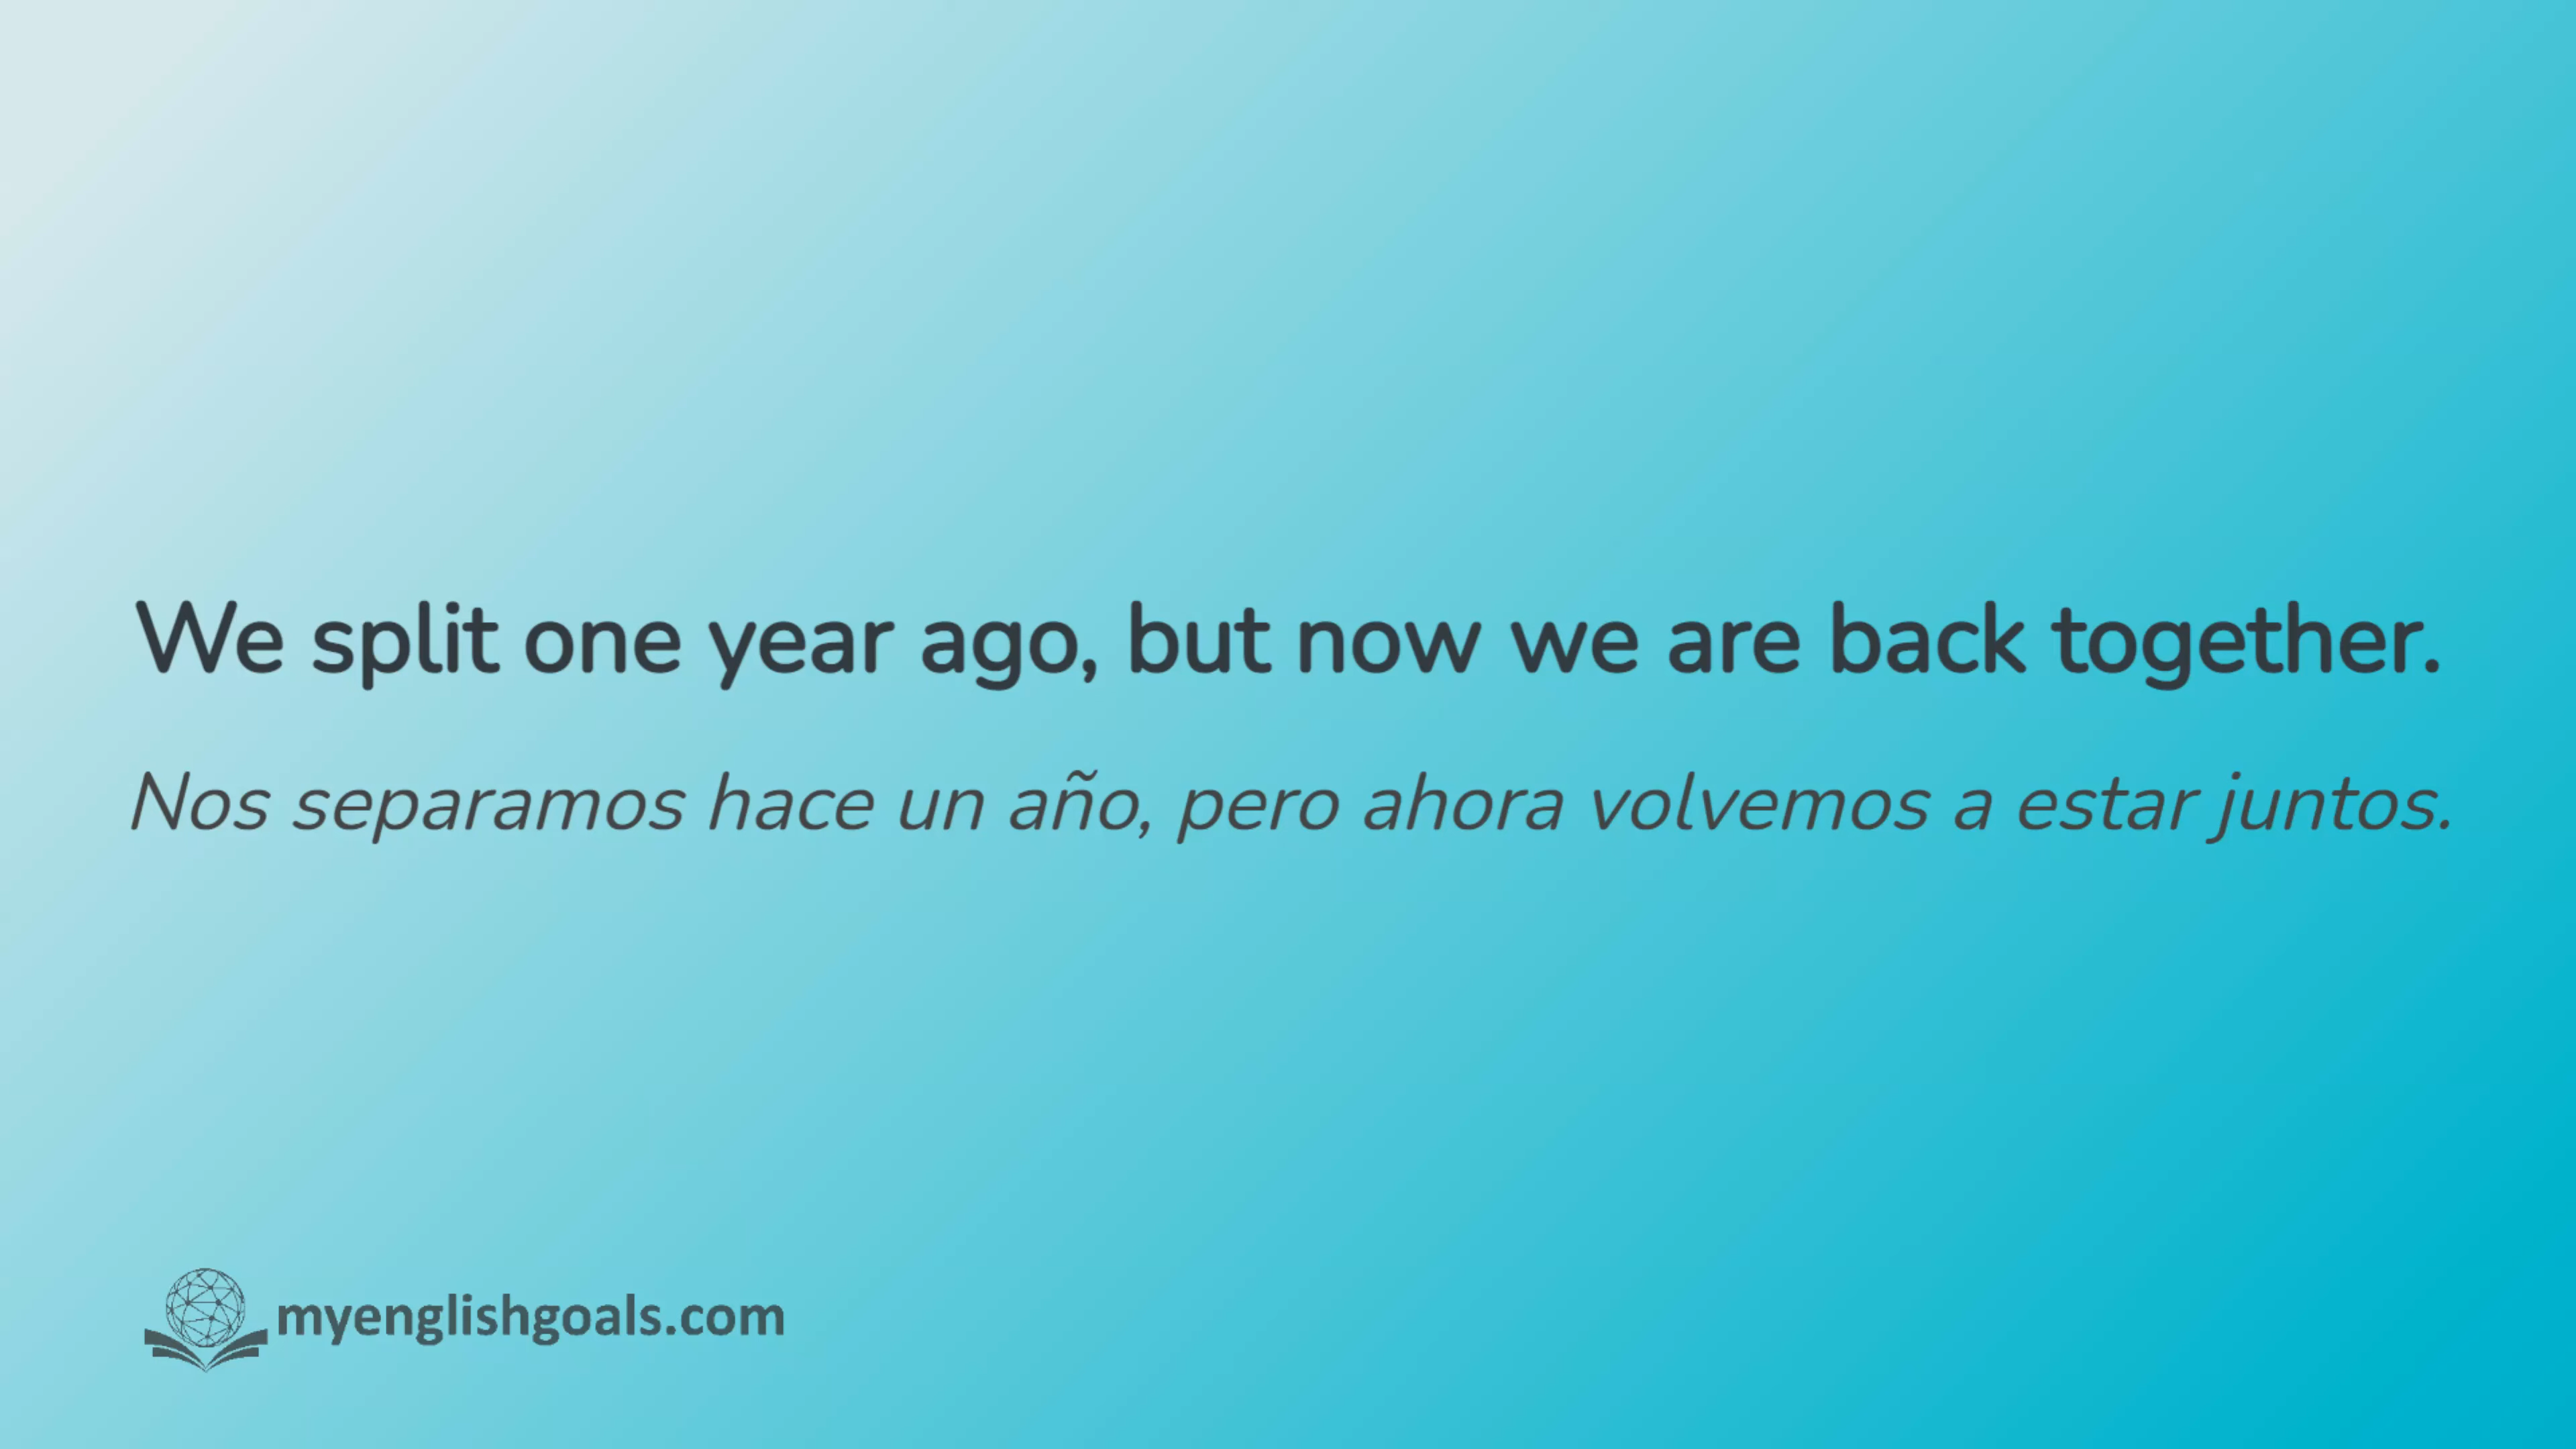 We split one year ago, but now we are back together.
Nos separamos hace un año, pero ahora volvemos a estar juntos.
myenglishgoals.com